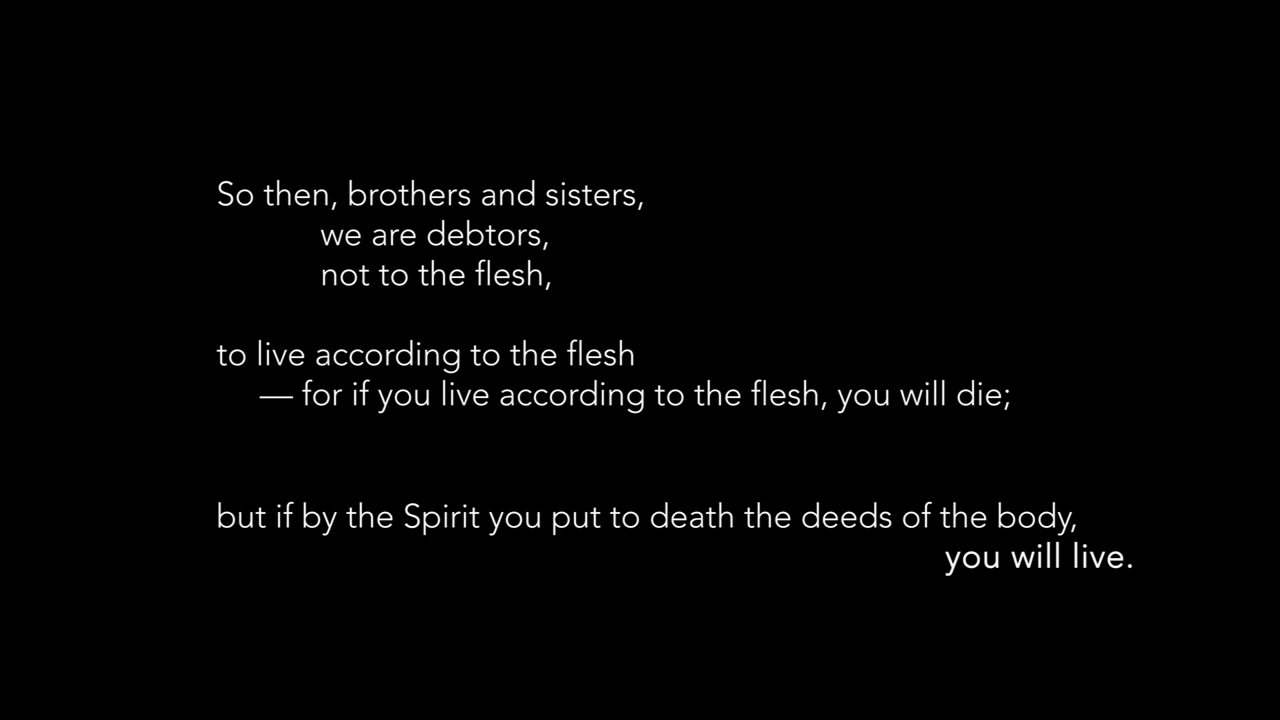 So then, brothers and sisters,
we are debtors,
not to the flesh,
to live according to the flesh
— for if you live according to the flesh, you will die;
but if by the Spirit you put to death the deeds of the body,
you will live.